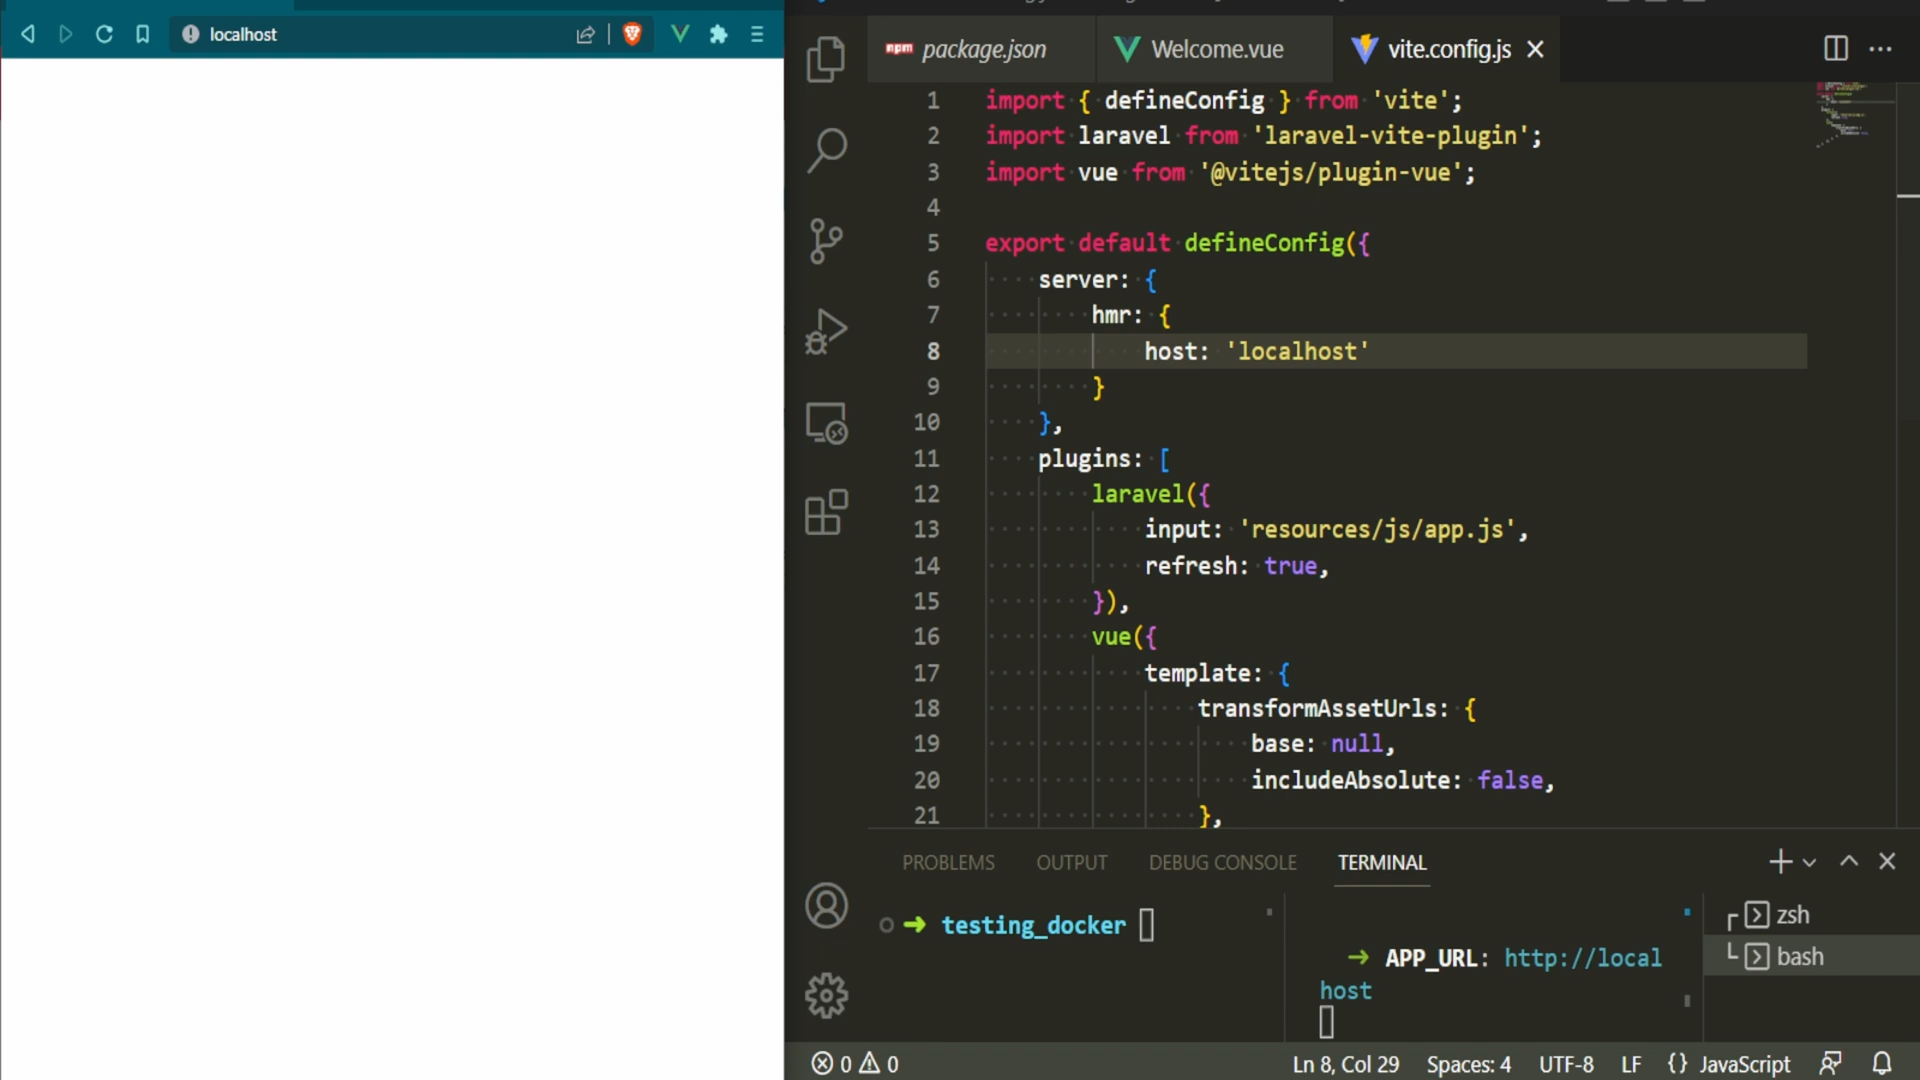 localhost
npm package.json
Welcome.vue
vite.config.js
1 import { defineConfig } from 'vite';
2 import laravel from 'laravel-vite-plugin';
3 import vue from '@vitejs/plugin-vue';
4
5 export default defineConfig({
6 server: {
7 hmr: {
8 host: 'localhost'
9 }
10 },
11 plugins: [
12 laravel({
13 input: 'resources/js/app.js',
14 refresh: true,
15 }),
16 vue({
17 template: {
18 transformAssetUrls: {
19 base: null,
20 includeAbsolute: false,
21 },
PROBLEMS OUTPUT DEBUG CONSOLE TERMINAL
➜ testing_docker
➜ APP_URL: http://local
host
zsh
bash
0 0
Ln 8, Col 29 Spaces: 4 UTF-8 LF {} JavaScript